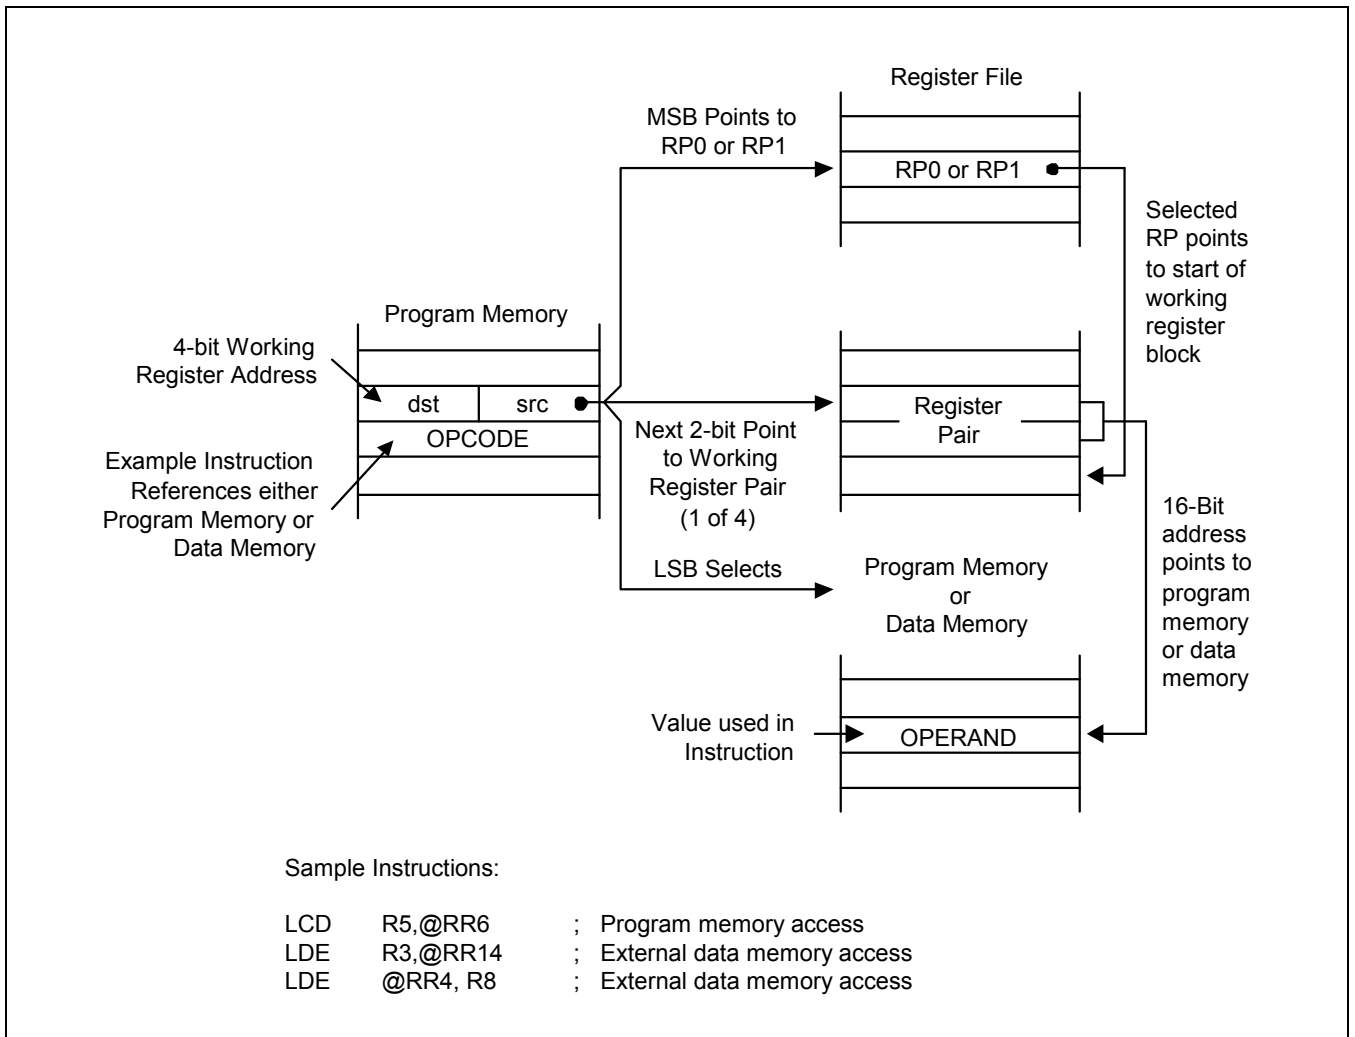 Register File
MSB Points to
RP0 or RP1
RP0 or RP1
Selected
RP points
to start of
working
register
block
Program Memory
4-bit Working
Register Address
dst src
OPCODE
Example Instruction
References either
Program Memory or
Data Memory
Next 2-bit Point
to Working
Register Pair
(1 of 4)
Register
Pair
LSB Selects
Program Memory
or
Data Memory
16-Bit
address
points to
program
memory
or data
memory
Value used in
Instruction
OPERAND
Sample Instructions:
LCD R5,@RR6 ; Program memory access
LDE R3,@RR14 ; External data memory access
LDE @RR4, R8 ; External data memory access